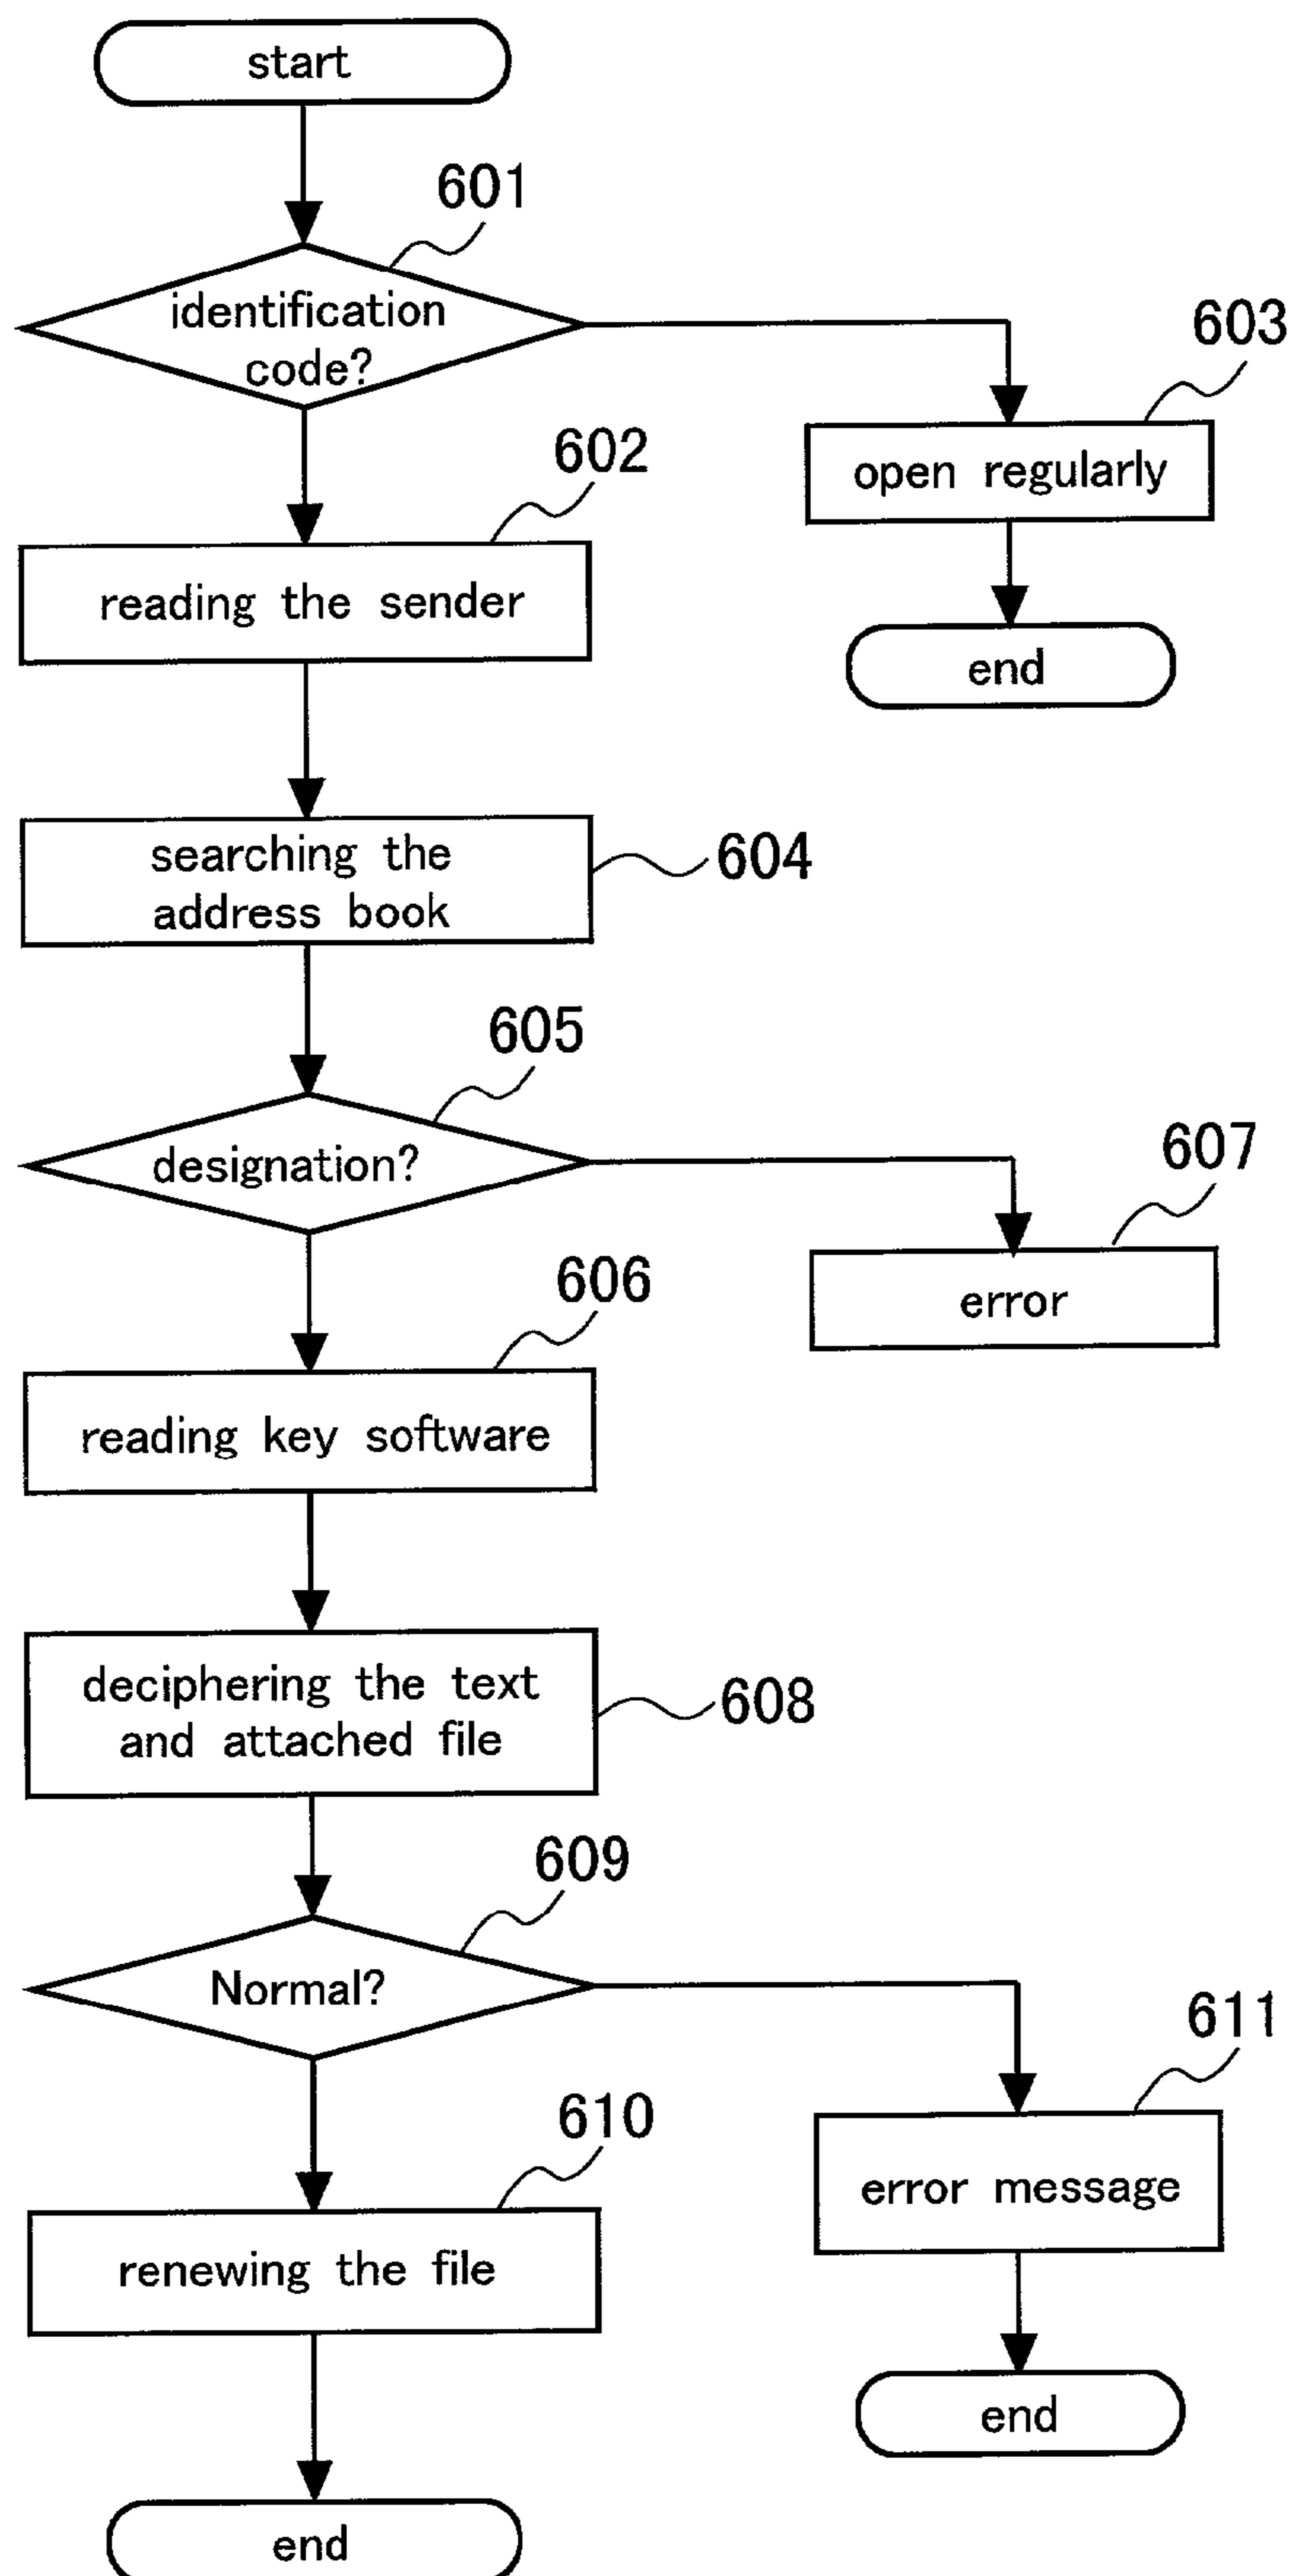 start
601
identification
code?
603
open regularly
602
reading the sender
end
searching the
address book
604
605
designation?
607
error
606
reading key software
deciphering the text
and attached file
608
609
Normal?
611
error message
610
renewing the file
end
end